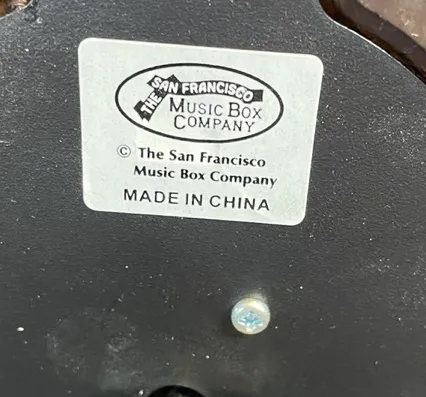 THE SAN FRANCISCO
MUSIC BOX
COMPANY
© The San Francisco
Music Box Company
MADE IN CHINA